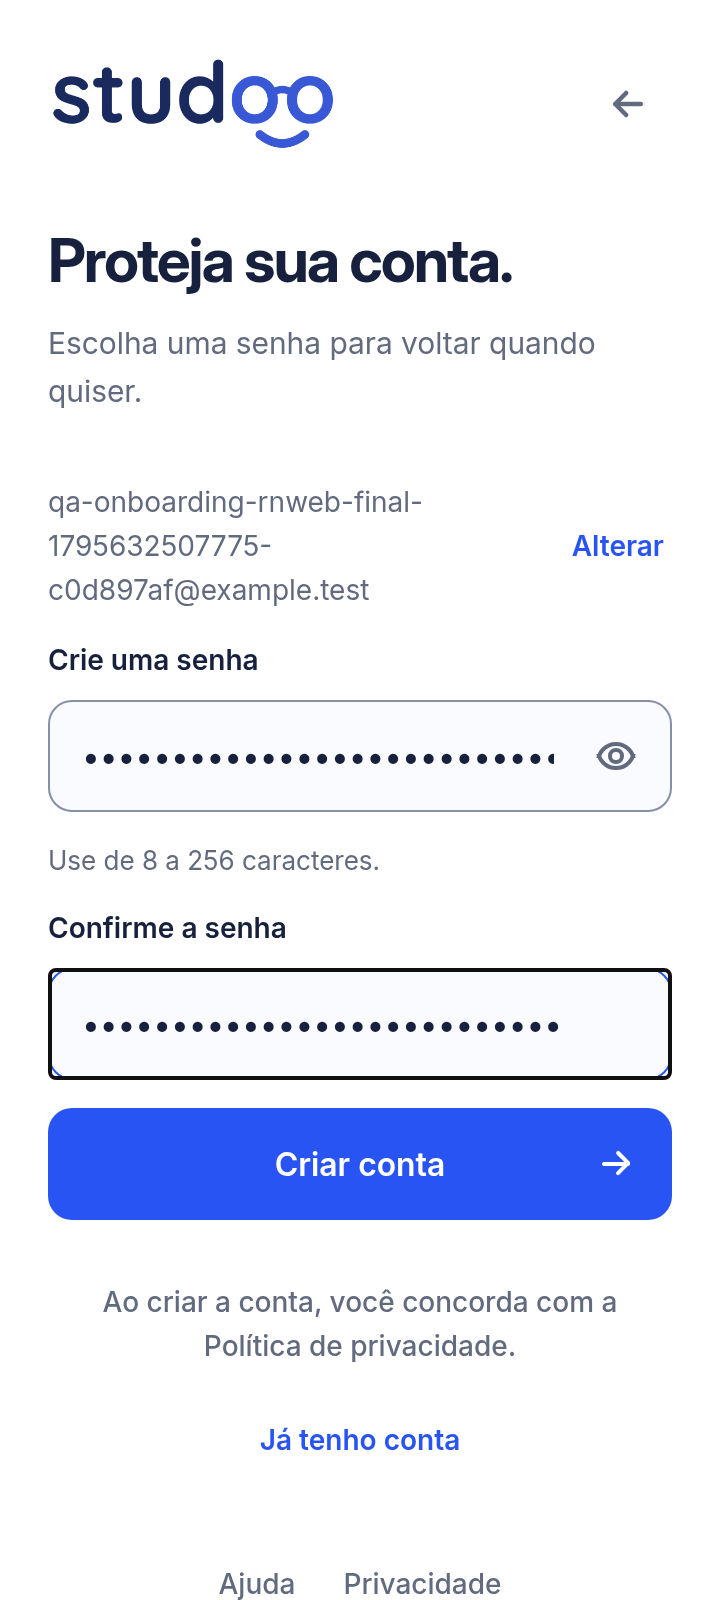 studoo
Proteja sua conta.
Escolha uma senha para voltar quando
quiser.
qa-onboarding-rnweb-final-
1795632507775-
c0d897af@example.test
Alterar
Crie uma senha
Use de 8 a 256 caracteres.
Confirme a senha
Criar conta
Ao criar a conta, você concorda com a
Política de privacidade.
Já tenho conta
Ajuda
Privacidade